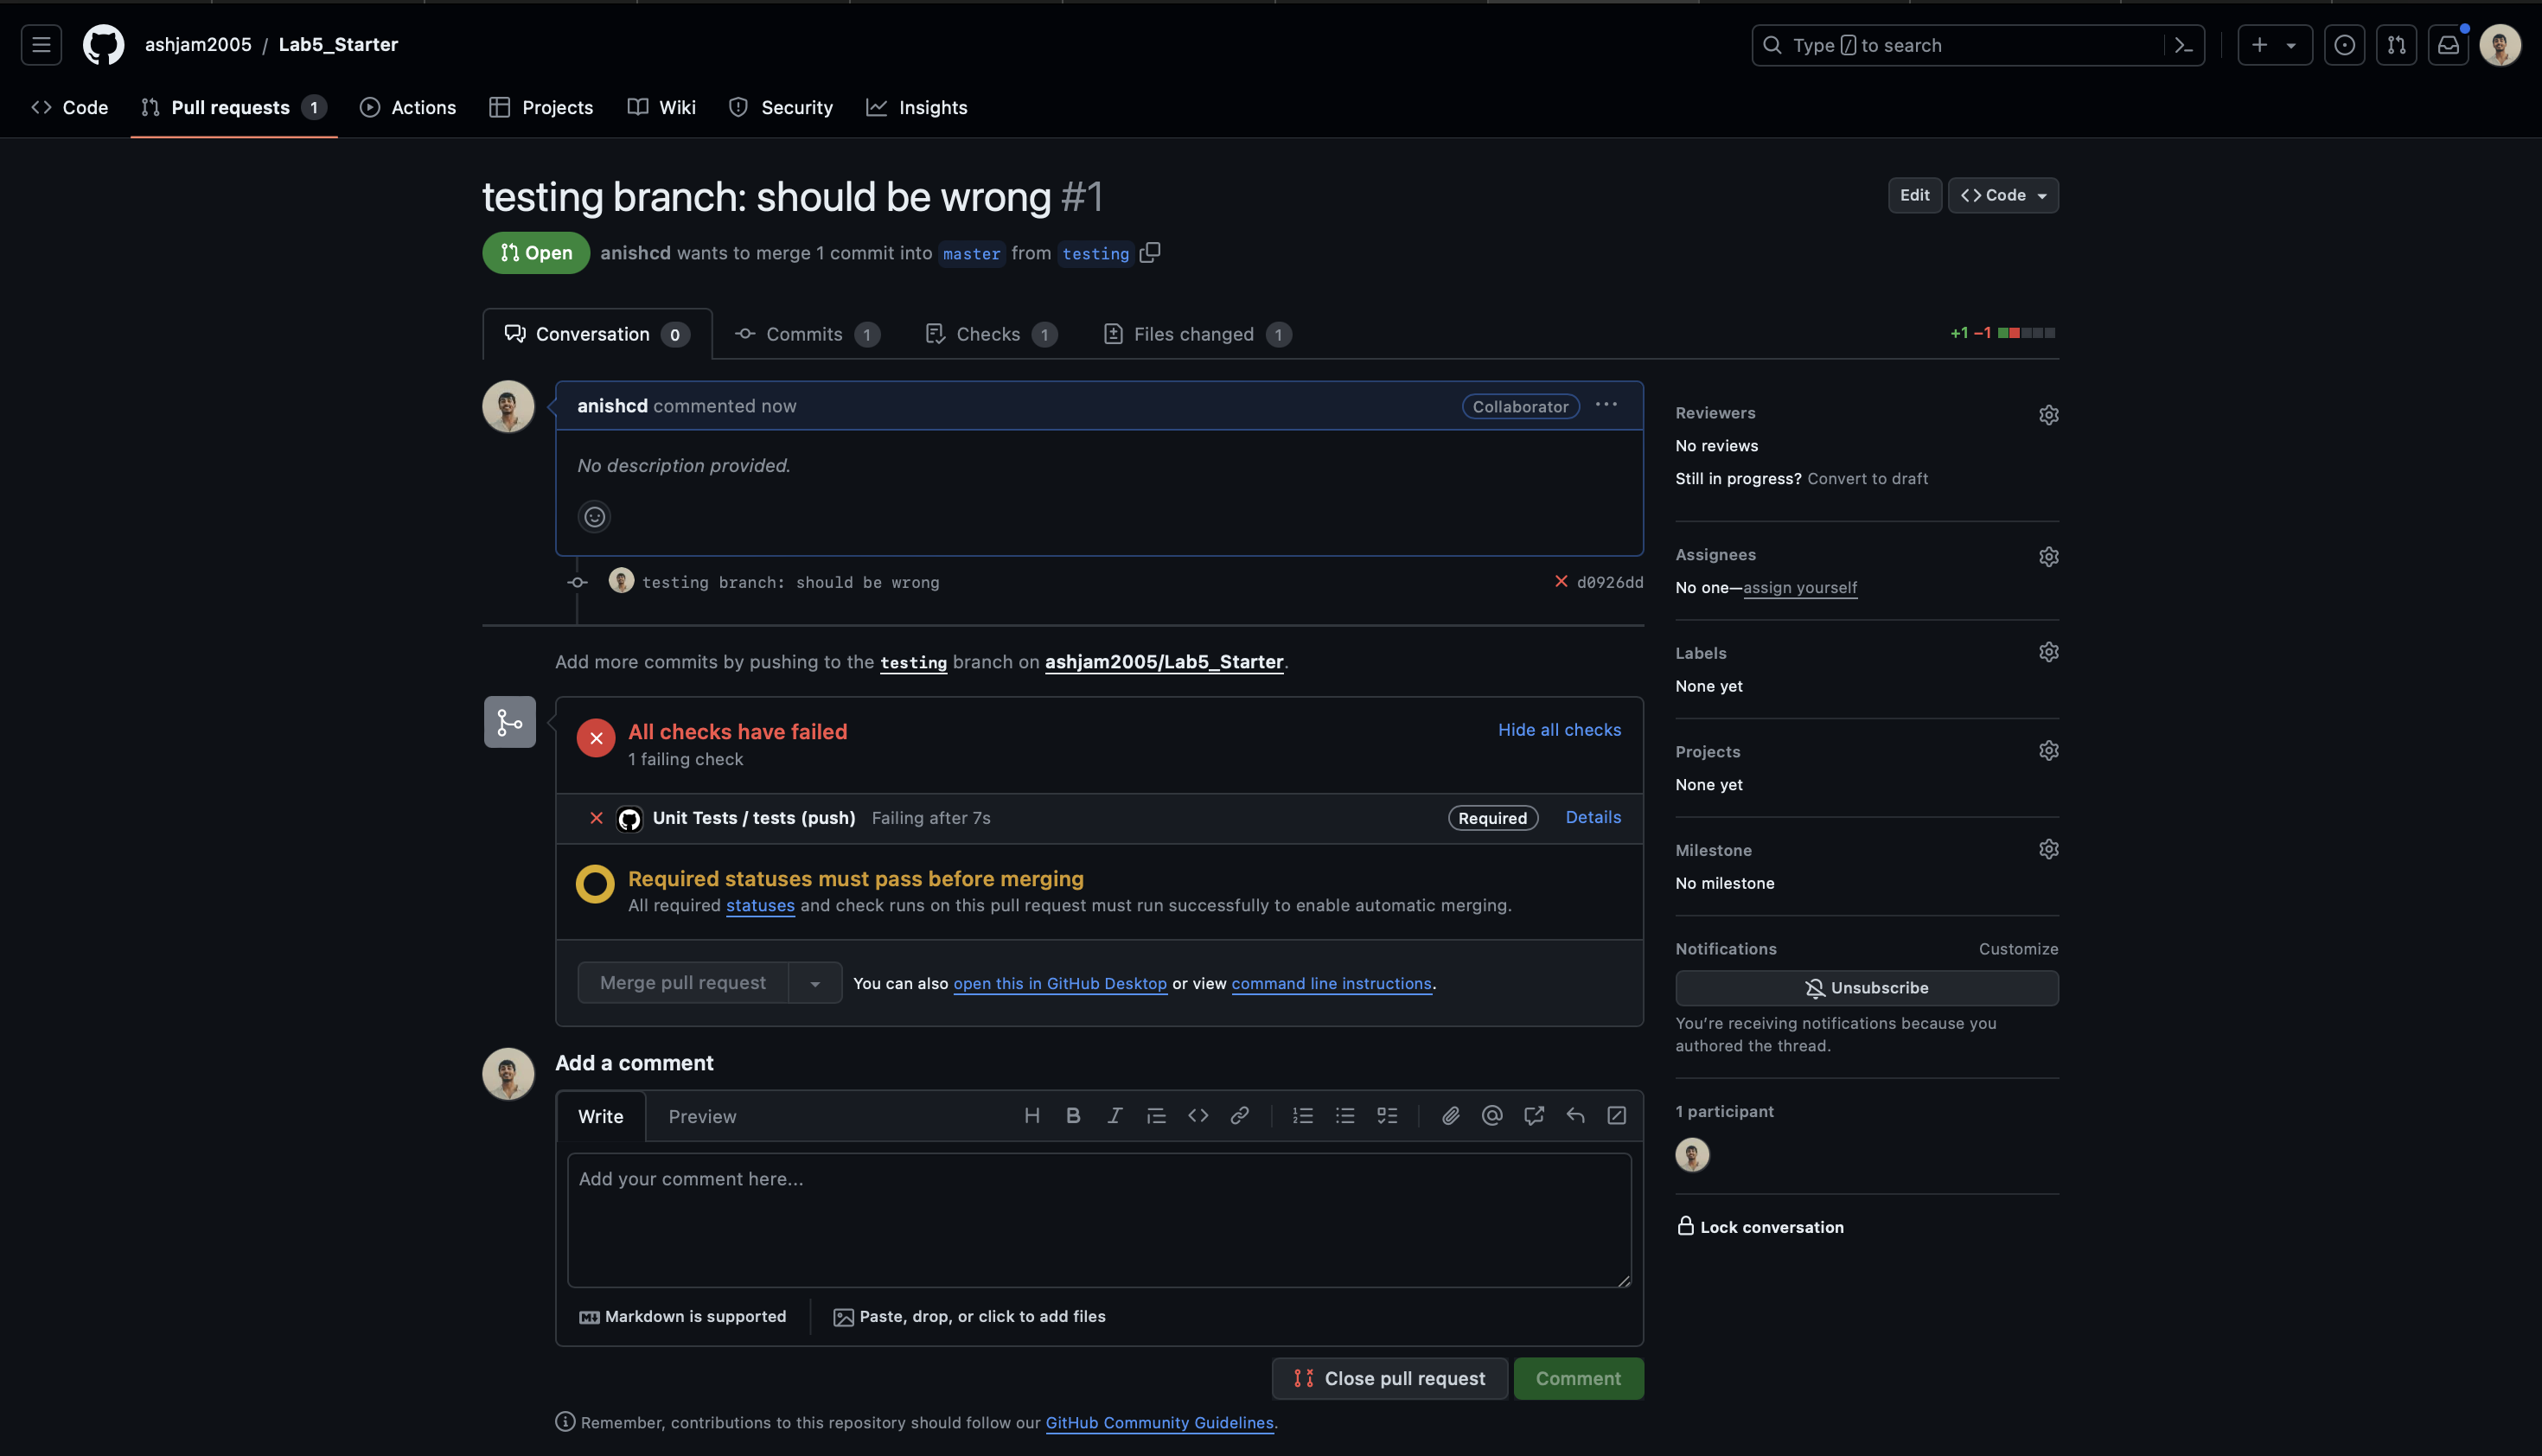 ashjam2005 / Lab5_Starter
Type / to search
Code
Pull requests 1
Actions
Projects
Wiki
Security
Insights
testing branch: should be wrong #1
Edit
Code
Open
anishcd wants to merge 1 commit into master from testing
Conversation 0
Commits 1
Checks 1
Files changed 1
+1 −1
anishcd commented now
Collaborator
No description provided.
testing branch: should be wrong
d0926dd
Add more commits by pushing to the testing branch on ashjam2005/Lab5_Starter.
All checks have failed
Hide all checks
1 failing check
Unit Tests / tests (push) Failing after 7s
Required
Details
Required statuses must pass before merging
All required statuses and check runs on this pull request must run successfully to enable automatic merging.
Merge pull request
You can also open this in GitHub Desktop or view command line instructions.
Add a comment
Write
Preview
Add your comment here...
Markdown is supported
Paste, drop, or click to add files
Close pull request
Comment
Remember, contributions to this repository should follow our GitHub Community Guidelines.
Reviewers
No reviews
Still in progress? Convert to draft
Assignees
No one—assign yourself
Labels
None yet
Projects
None yet
Milestone
No milestone
Notifications
Customize
Unsubscribe
You’re receiving notifications because you
authored the thread.
1 participant
Lock conversation